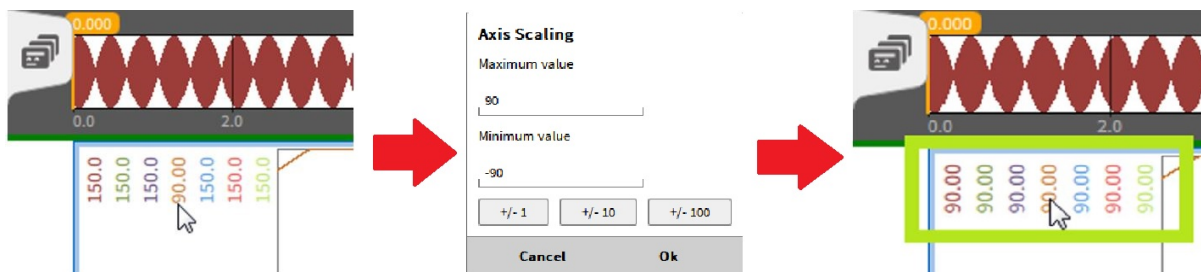 0.000
0.0 2.0
150.0 150.0 150.0 90.00 150.0 150.0 150.0
Axis Scaling
Maximum value
90
Minimum value
-90
+/- 1 +/- 10 +/- 100
Cancel Ok
0.000
0.0 2.0
90.00 90.00 90.00 90.00 90.00 90.00 90.00